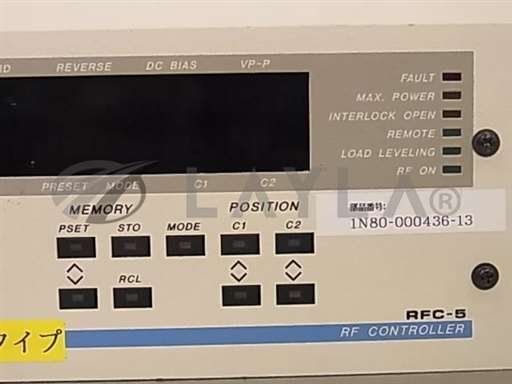 REVERSE DC BIAS VP-P
FAULT
MAX. POWER
INTERLOCK OPEN
REMOTE
LOAD LEVELING
RF ON
PRESET MODE C1 C2
MEMORY POSITION
PSET STO MODE C1 C2
RCL
部品番号:
1N80-000436-13
LAYLA®
RFC-5
RF CONTROLLER
タイプ